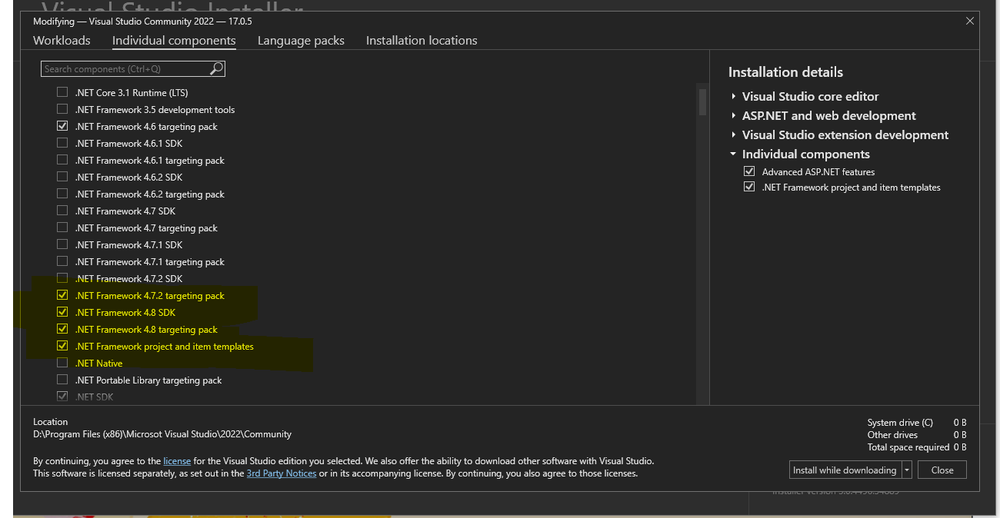 Visual Studio Installer
Modifying — Visual Studio Community 2022 — 17.0.5
Workloads Individual components Language packs Installation locations
Search components (Ctrl+Q)
.NET Core 3.1 Runtime (LTS)
.NET Framework 3.5 development tools
.NET Framework 4.6 targeting pack
.NET Framework 4.6.1 SDK
.NET Framework 4.6.1 targeting pack
.NET Framework 4.6.2 SDK
.NET Framework 4.6.2 targeting pack
.NET Framework 4.7 SDK
.NET Framework 4.7 targeting pack
.NET Framework 4.7.1 SDK
.NET Framework 4.7.1 targeting pack
.NET Framework 4.7.2 SDK
.NET Framework 4.7.2 targeting pack
.NET Framework 4.8 SDK
.NET Framework 4.8 targeting pack
.NET Framework project and item templates
.NET Native
.NET Portable Library targeting pack
.NET SDK
Installation details
Visual Studio core editor
ASP.NET and web development
Visual Studio extension development
Individual components
Advanced ASP.NET features
.NET Framework project and item templates
Location
D:\Program Files (x86)\Microsot Visual Studio\2022\Community
System drive (C) 0 B
Other drives 0 B
Total space required 0 B
By continuing, you agree to the license for the Visual Studio edition you selected. We also offer the ability to download other software with Visual Studio.
This software is licensed separately, as set out in the 3rd Party Notices or in its accompanying license. By continuing, you also agree to those licenses.
Install while downloading
Close
Installer version